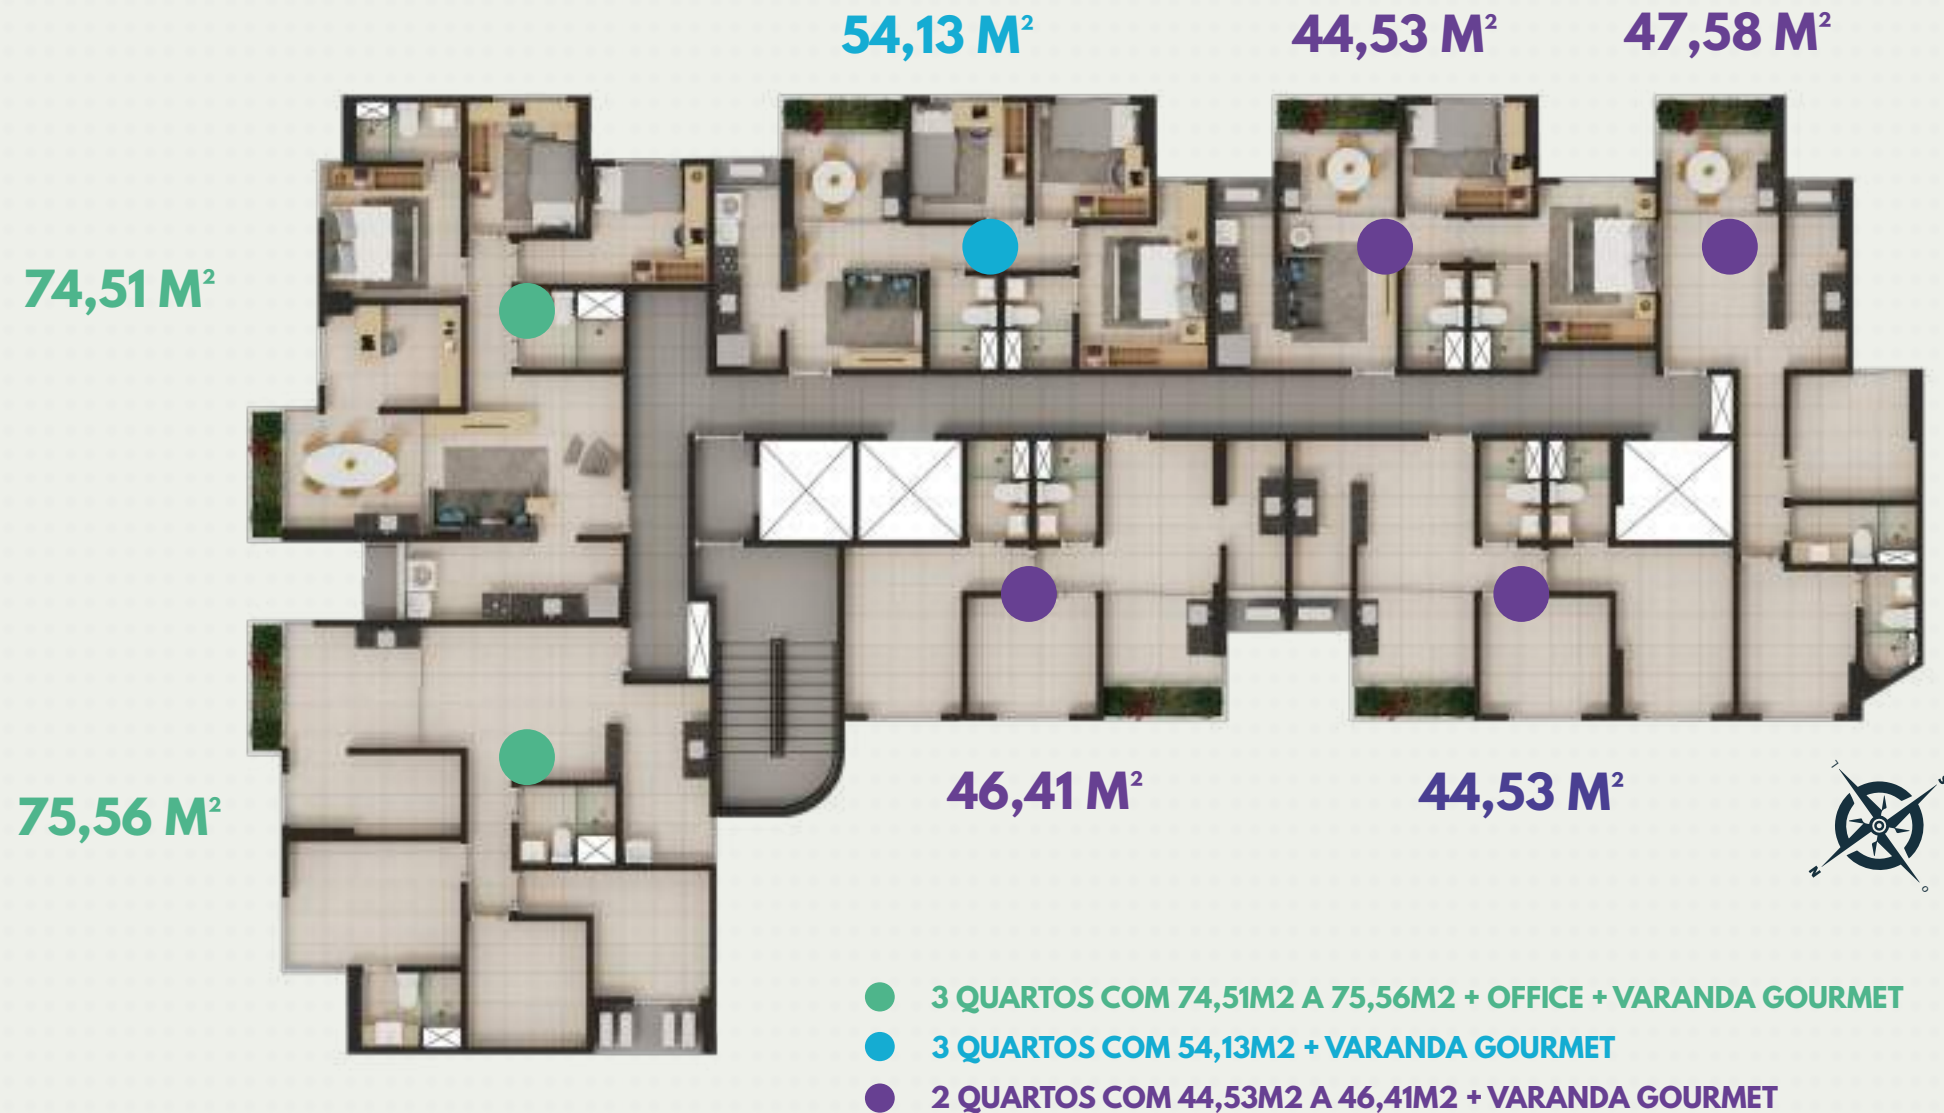 54,13 M²
44,53 M²
47,58 M²
74,51 M²
75,56 M²
46,41 M²
44,53 M²
L
S
N
O
3 QUARTOS COM 74,51M2 A 75,56M2 + OFFICE + VARANDA GOURMET
3 QUARTOS COM 54,13M2 + VARANDA GOURMET
2 QUARTOS COM 44,53M2 A 46,41M2 + VARANDA GOURMET